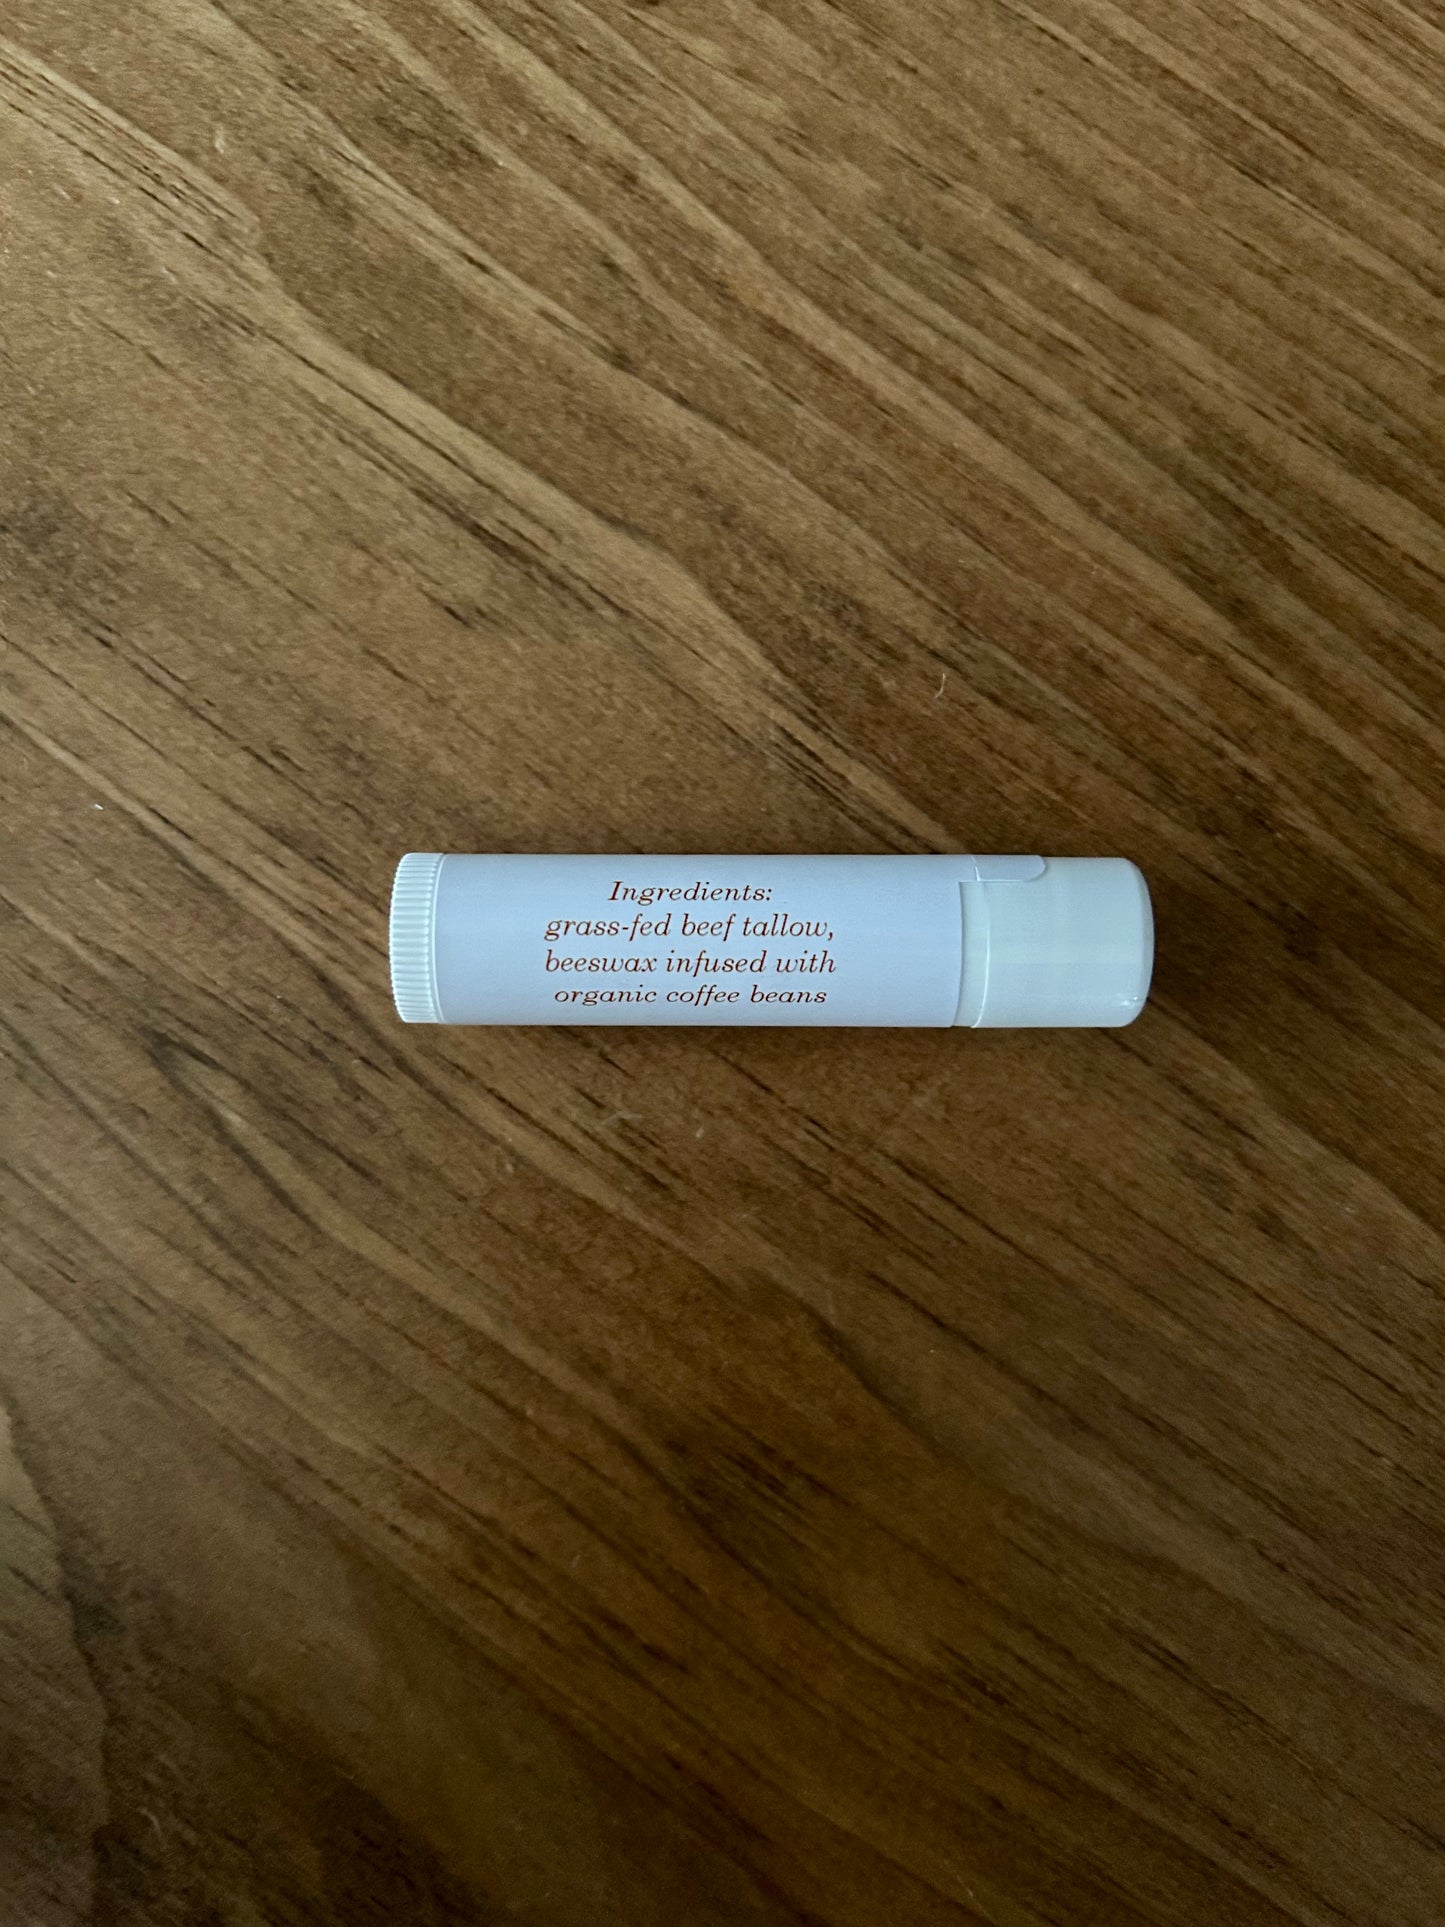 Ingredients:
grass-fed beef tallow,
beeswax infused with
organic coffee beans